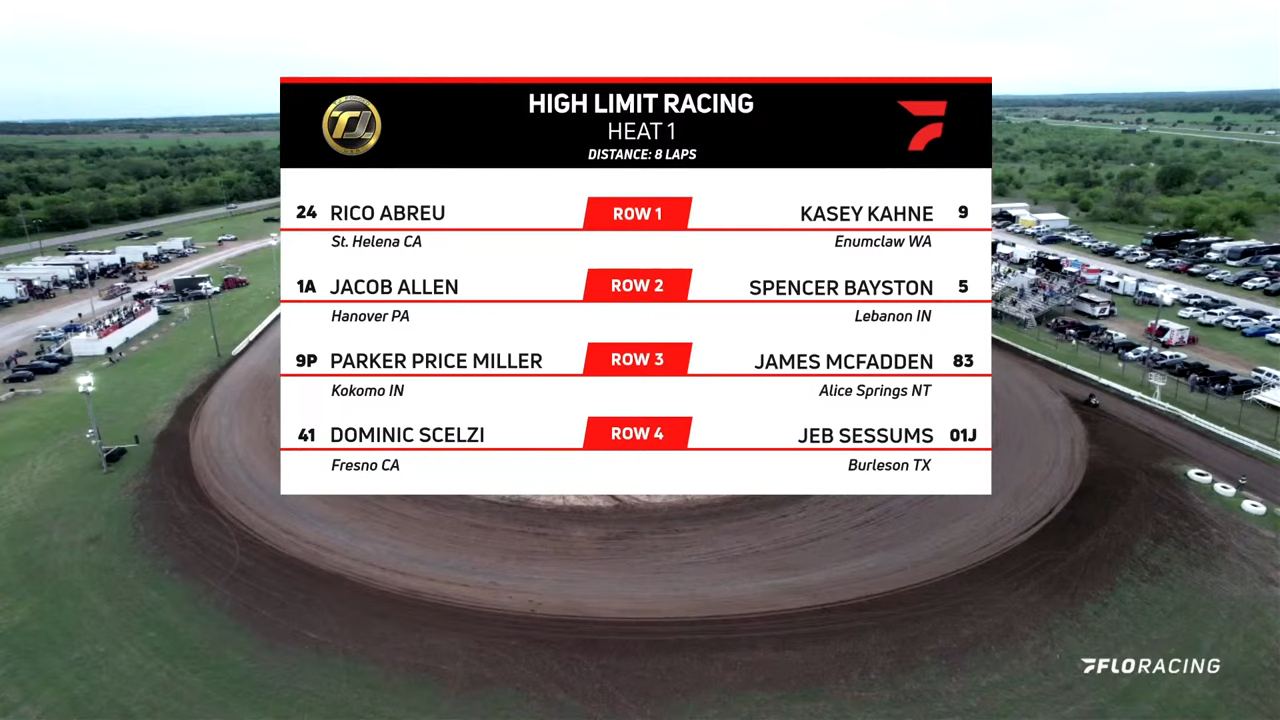 HIGH LIMIT RACING
HEAT 1
DISTANCE: 8 LAPS
TJ
24 RICO ABREU ROW 1 KASEY KAHNE 9
St. Helena CA Enumclaw WA
1A JACOB ALLEN ROW 2 SPENCER BAYSTON 5
Hanover PA Lebanon IN
9P PARKER PRICE MILLER ROW 3 JAMES MCFADDEN 83
Kokomo IN Alice Springs NT
41 DOMINIC SCELZI ROW 4 JEB SESSUMS 01J
Fresno CA Burleson TX
FLORACING